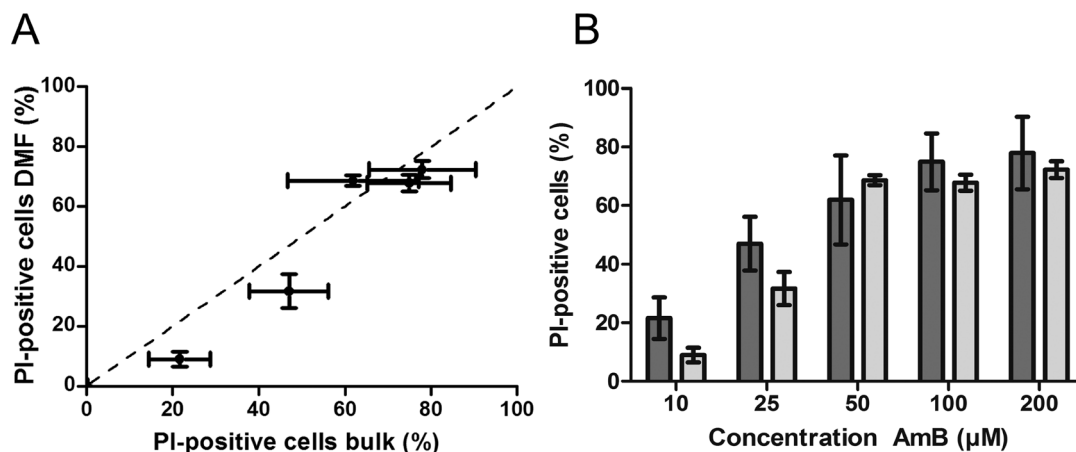 A
PI-positive cells DMF (%)
100
80
60
40
20
0
0 20 40 60 80 100
PI-positive cells bulk (%)
B
PI-positive cells (%)
100
80
60
40
20
0
10 25 50 100 200
Concentration AmB (µM)